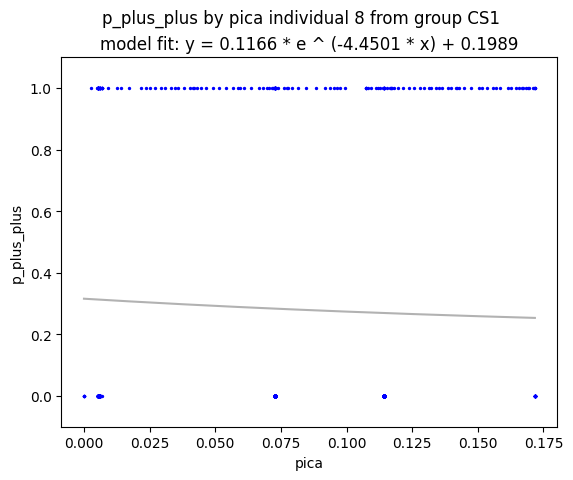 p_plus_plus by pica individual 8 from group CS1
model fit: y = 0.1166 * e ^ (-4.4501 * x) + 0.1989
1.0
0.8
0.6
0.4
0.2
0.0
p_plus_plus
0.000 0.025 0.050 0.075 0.100 0.125 0.150 0.175
pica